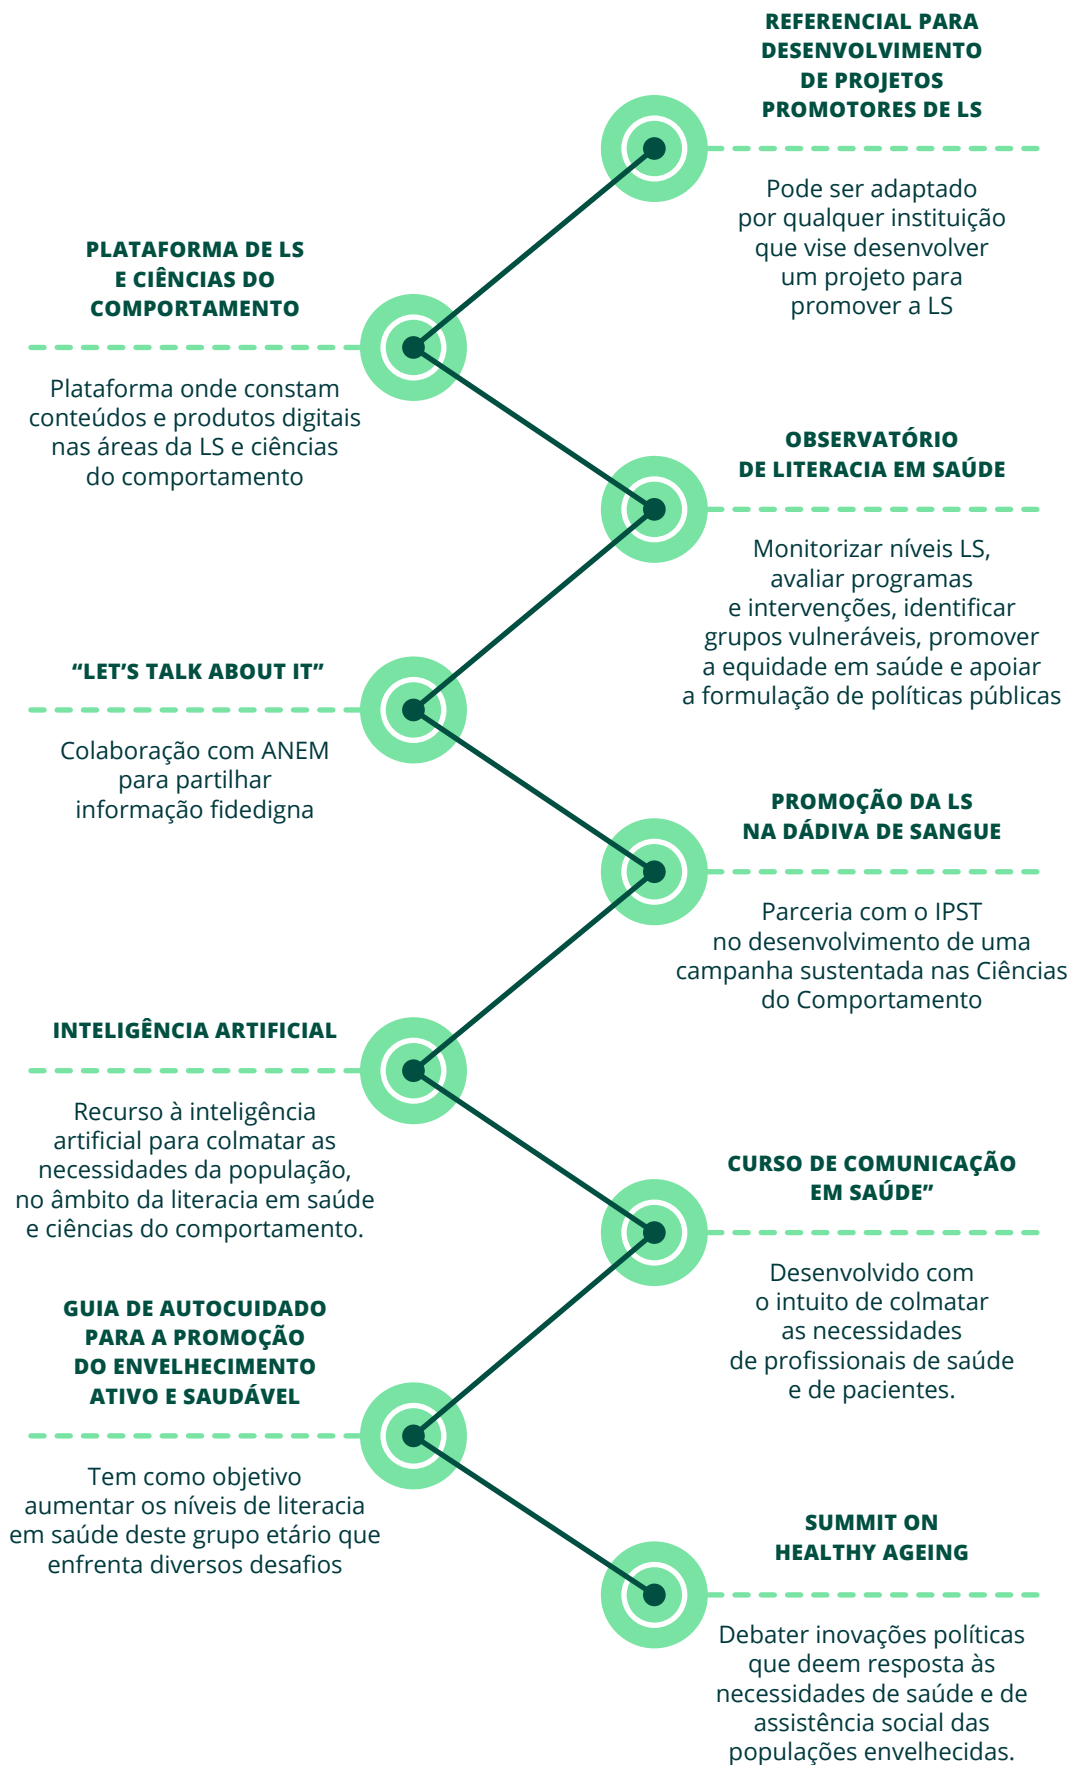 REFERENCIAL PARA
DESENVOLVIMENTO
DE PROJETOS
PROMOTORES DE LS
Pode ser adaptado
por qualquer instituição
que vise desenvolver
um projeto para
promover a LS
PLATAFORMA DE LS
E CIÊNCIAS DO
COMPORTAMENTO
Plataforma onde constam
conteúdos e produtos digitais
nas áreas da LS e ciências
do comportamento
OBSERVATÓRIO
DE LITERACIA EM SAÚDE
Monitorizar níveis LS,
avaliar programas
e intervenções, identificar
grupos vulneráveis, promover
a equidade em saúde e apoiar
a formulação de políticas públicas
“LET’S TALK ABOUT IT”
Colaboração com ANEM
para partilhar
informação fidedigna
PROMOÇÃO DA LS
NA DÁDIVA DE SANGUE
Parceria com o IPST
no desenvolvimento de uma
campanha sustentada nas Ciências
do Comportamento
INTELIGÊNCIA ARTIFICIAL
Recurso à inteligência
artificial para colmatar as
necessidades da população,
no âmbito da literacia em saúde
e ciências do comportamento.
CURSO DE COMUNICAÇÃO
EM SAÚDE”
Desenvolvido com
o intuito de colmatar
as necessidades
de profissionais de saúde
e de pacientes.
GUIA DE AUTOCUIDADO
PARA A PROMOÇÃO
DO ENVELHECIMENTO
ATIVO E SAUDÁVEL
Tem como objetivo
aumentar os níveis de literacia
em saúde deste grupo etário que
enfrenta diversos desafios
SUMMIT ON
HEALTHY AGEING
Debater inovações políticas
que deem resposta às
necessidades de saúde e de
assistência social das
populações envelhecidas.